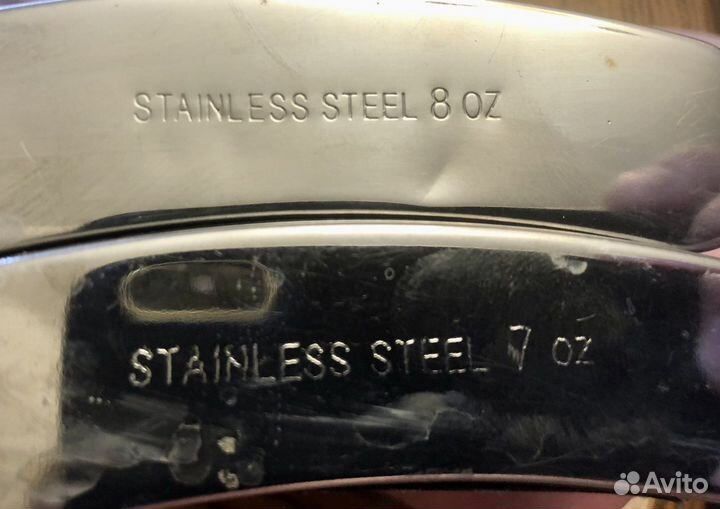 STAINLESS STEEL 8 OZ
STAINLESS STEEL 7 OZ
Avito